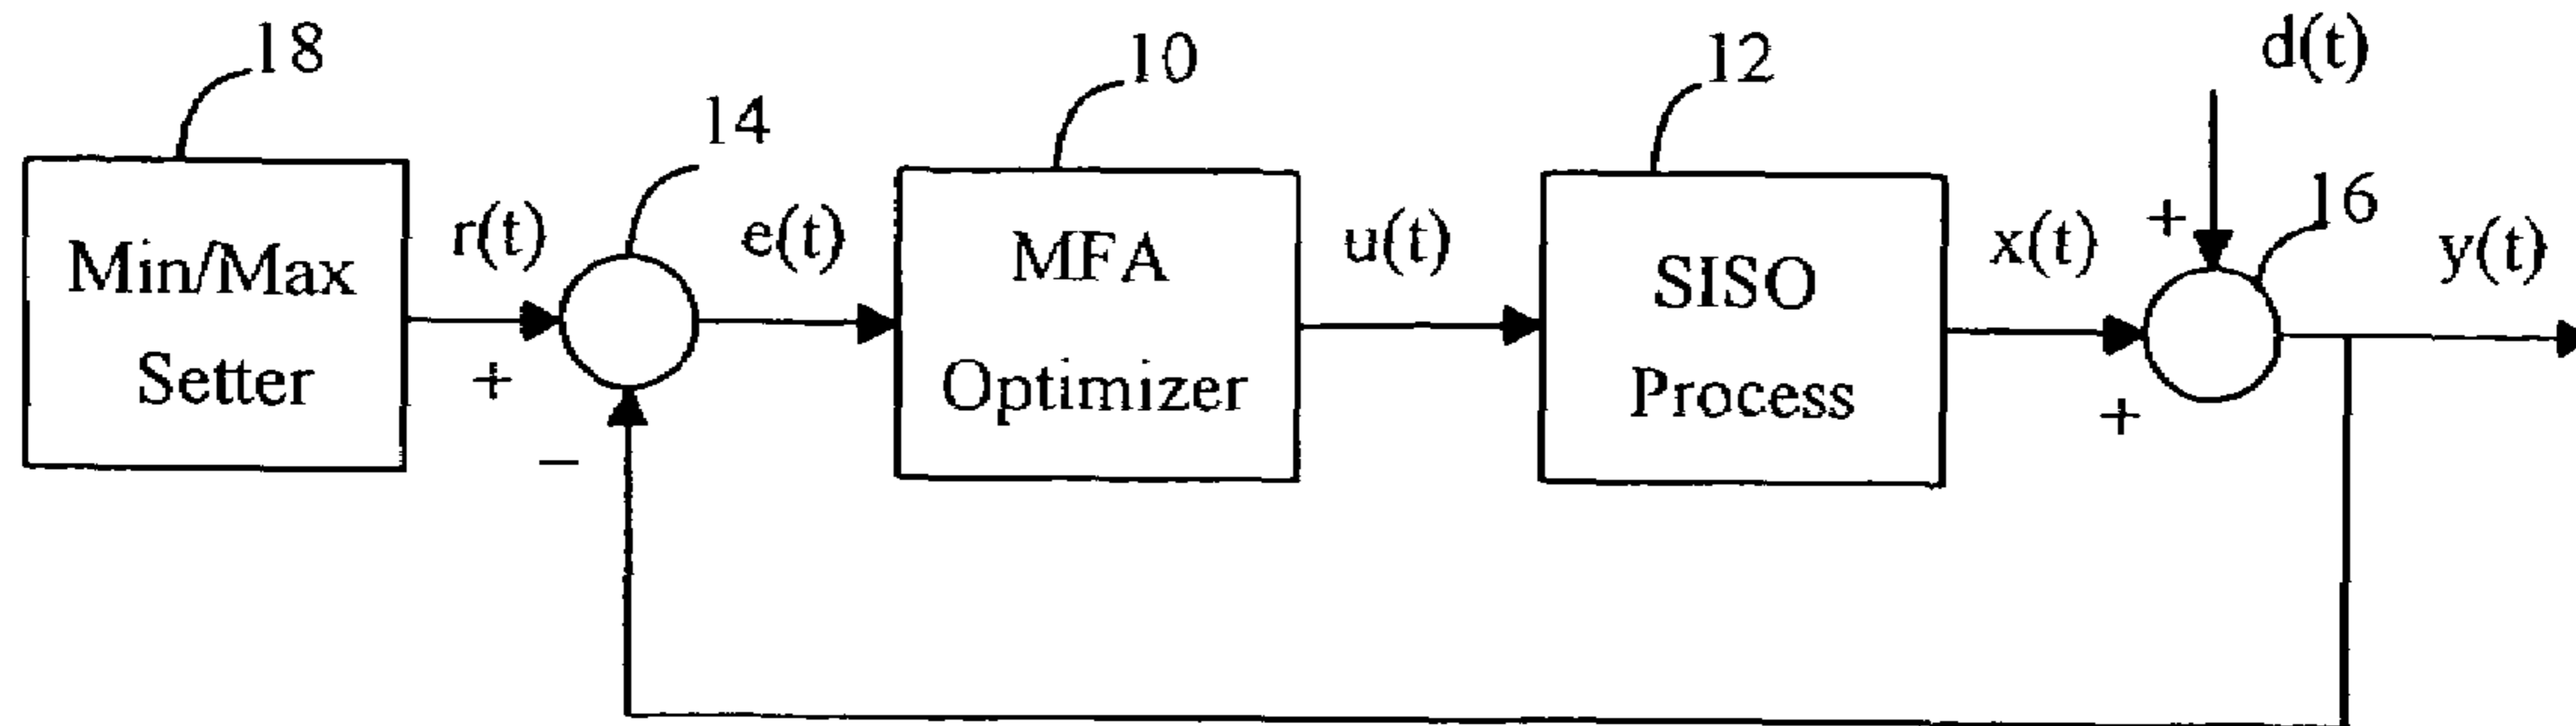 18
14
10
12
d(t)
16
Min/Max
Setter
r(t)
+
−
e(t)
MFA
Optimizer
u(t)
SISO
Process
x(t)
+
+
y(t)